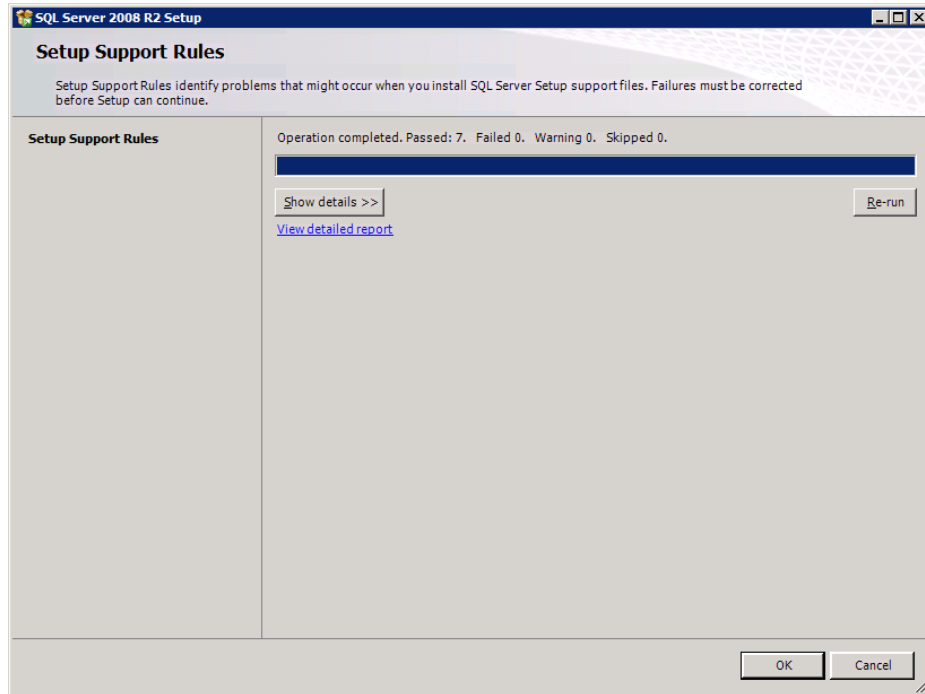 SQL Server 2008 R2 Setup
Setup Support Rules
Setup Support Rules identify problems that might occur when you install SQL Server Setup support files. Failures must be corrected
before Setup can continue.
Setup Support Rules
Operation completed. Passed: 7. Failed 0. Warning 0. Skipped 0.
Show details >>
Re-run
View detailed report
OK
Cancel